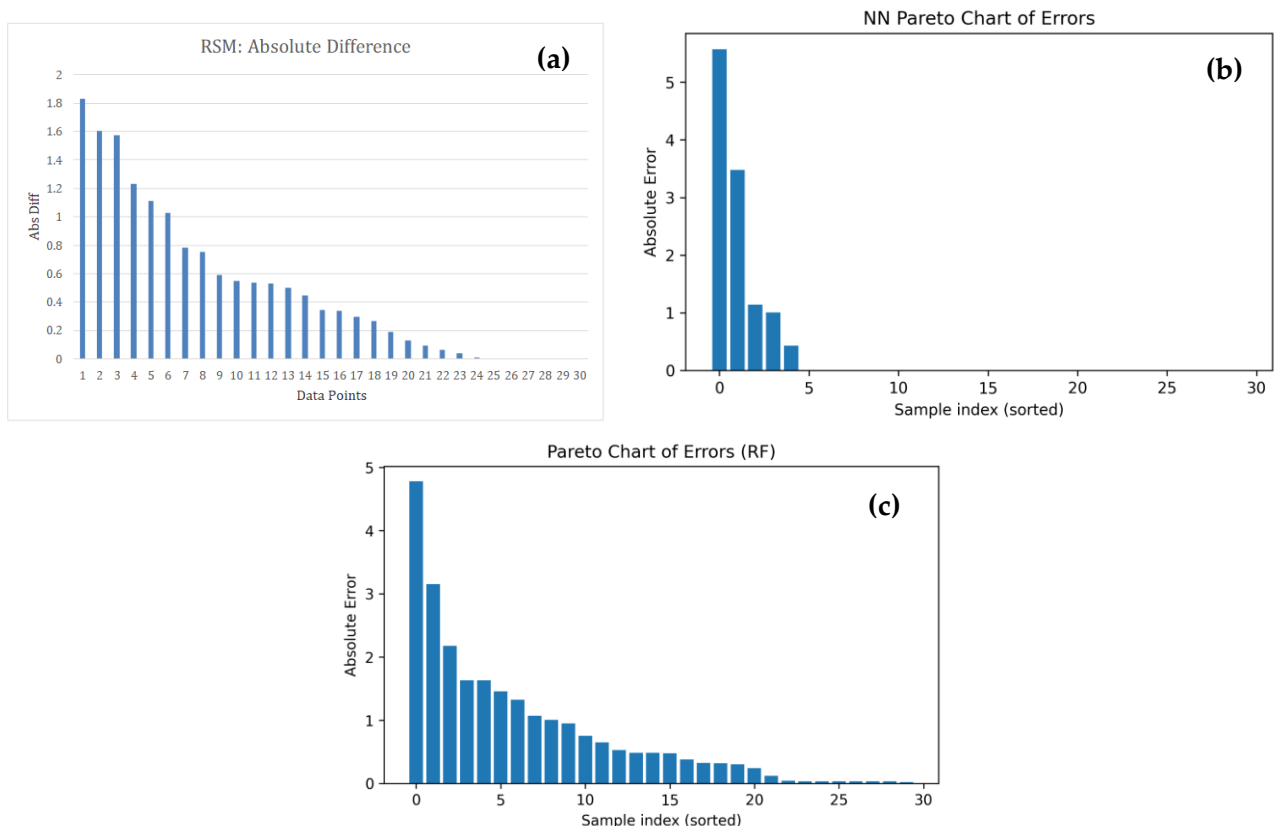 RSM: Absolute Difference
(a)
2
1.8
1.6
1.4
1.2
1
0.8
0.6
0.4
0.2
0
Abs Diff
1 2 3 4 5 6 7 8 9 10 11 12 13 14 15 16 17 18 19 20 21 22 23 24 25 26 27 28 29 30
Data Points
NN Pareto Chart of Errors
(b)
5
4
3
2
1
0
Absolute Error
0 5 10 15 20 25 30
Sample index (sorted)
Pareto Chart of Errors (RF)
(c)
5
4
3
2
1
0
Absolute Error
0 5 10 15 20 25 30
Sample index (sorted)